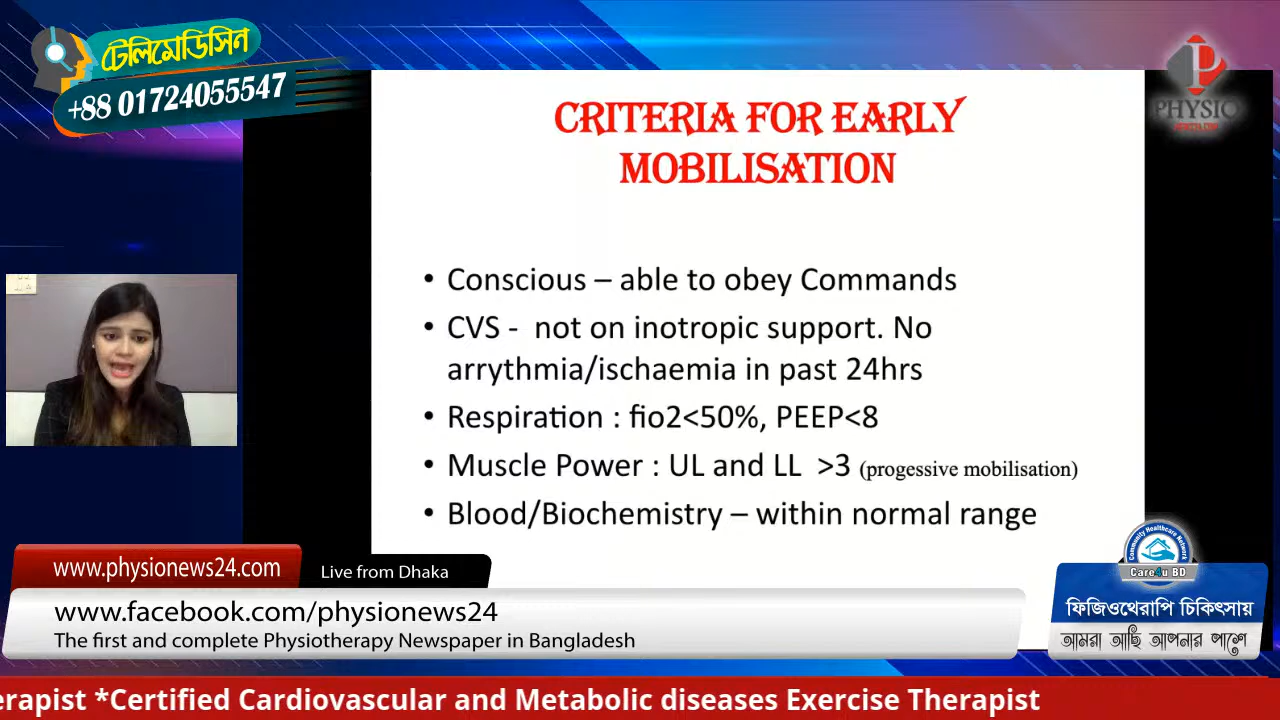 টেলিমেডিসিন
+88 01724055547
PHYSIO
CRITERIA FOR EARLY
MOBILISATION
• Conscious – able to obey Commands
• CVS - not on inotropic support. No
arrythmia/ischaemia in past 24hrs
• Respiration : fio2<50%, PEEP<8
• Muscle Power : UL and LL >3 (progessive mobilisation)
• Blood/Biochemistry – within normal range
www.physionews24.com
Live from Dhaka
www.facebook.com/physionews24
The first and complete Physiotherapy Newspaper in Bangladesh
Community Healthcare Network
Care4u BD
ফিজিওথেরাপি চিকিৎসায়
আমরা আছি আপনার পাশে
erapist *Certified Cardiovascular and Metabolic diseases Exercise Therapist